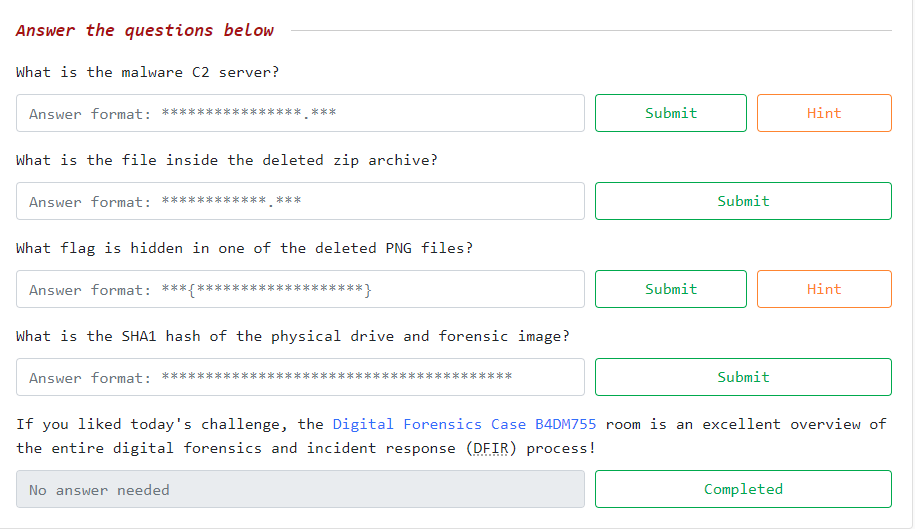 Answer the questions below
What is the malware C2 server?
Answer format: ****************.***
Submit
Hint
What is the file inside the deleted zip archive?
Answer format: ************.***
Submit
What flag is hidden in one of the deleted PNG files?
Answer format: ***{*******************}
Submit
Hint
What is the SHA1 hash of the physical drive and forensic image?
Answer format: ****************************************
Submit
If you liked today's challenge, the Digital Forensics Case B4DM755 room is an excellent overview of
the entire digital forensics and incident response (DFIR) process!
No answer needed
Completed